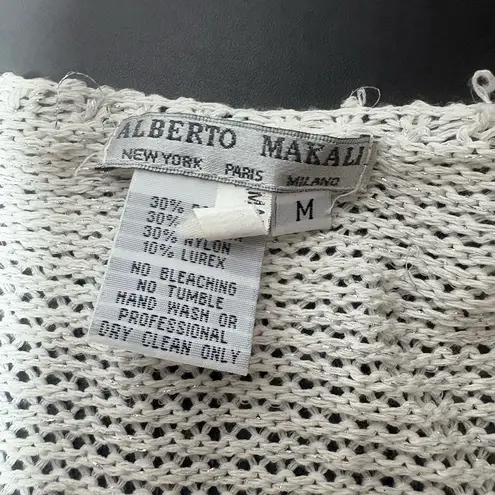 ALBERTO MAKALI
NEW YORK PARIS MILANO
M
30%
30%
30% NYLON
10% LUREX
NO BLEACHING
NO TUMBLE
HAND WASH OR
PROFESSIONAL
DRY CLEAN ONLY